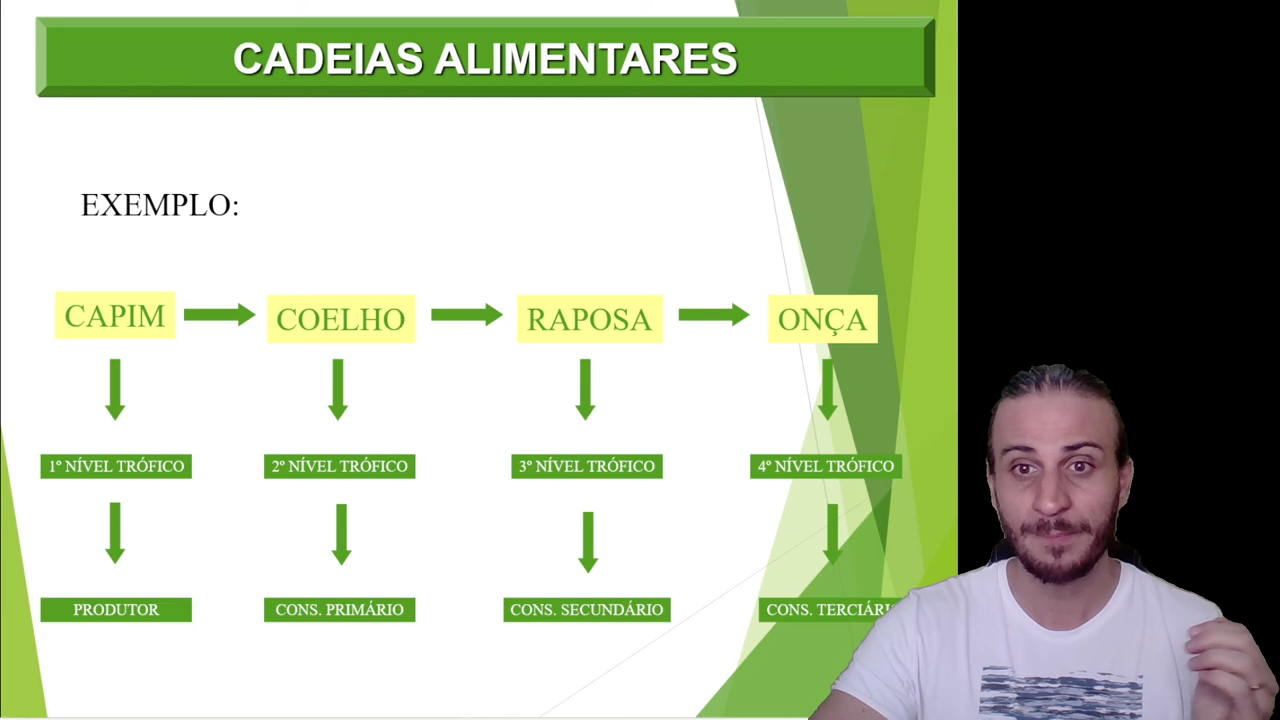 CADEIAS ALIMENTARES
EXEMPLO:
CAPIM COELHO RAPOSA ONÇA
1º NÍVEL TRÓFICO 2º NÍVEL TRÓFICO 3º NÍVEL TRÓFICO 4º NÍVEL TRÓFICO
PRODUTOR CONS. PRIMÁRIO CONS. SECUNDÁRIO CONS. TERCIÁRI